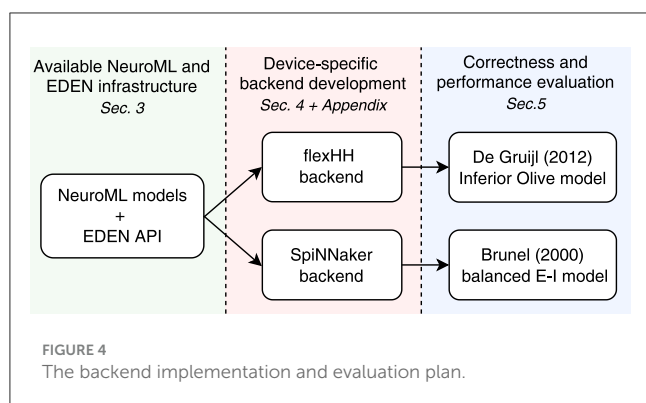 Available NeuroML and
EDEN infrastructure
Sec. 3
NeuroML models
+
EDEN API
Device-specific
backend development
Sec. 4 + Appendix
flexHH
backend
SpiNNaker
backend
Correctness and
performance evaluation
Sec.5
De Gruijl (2012)
Inferior Olive model
Brunel (2000)
balanced E-I model
FIGURE 4
The backend implementation and evaluation plan.